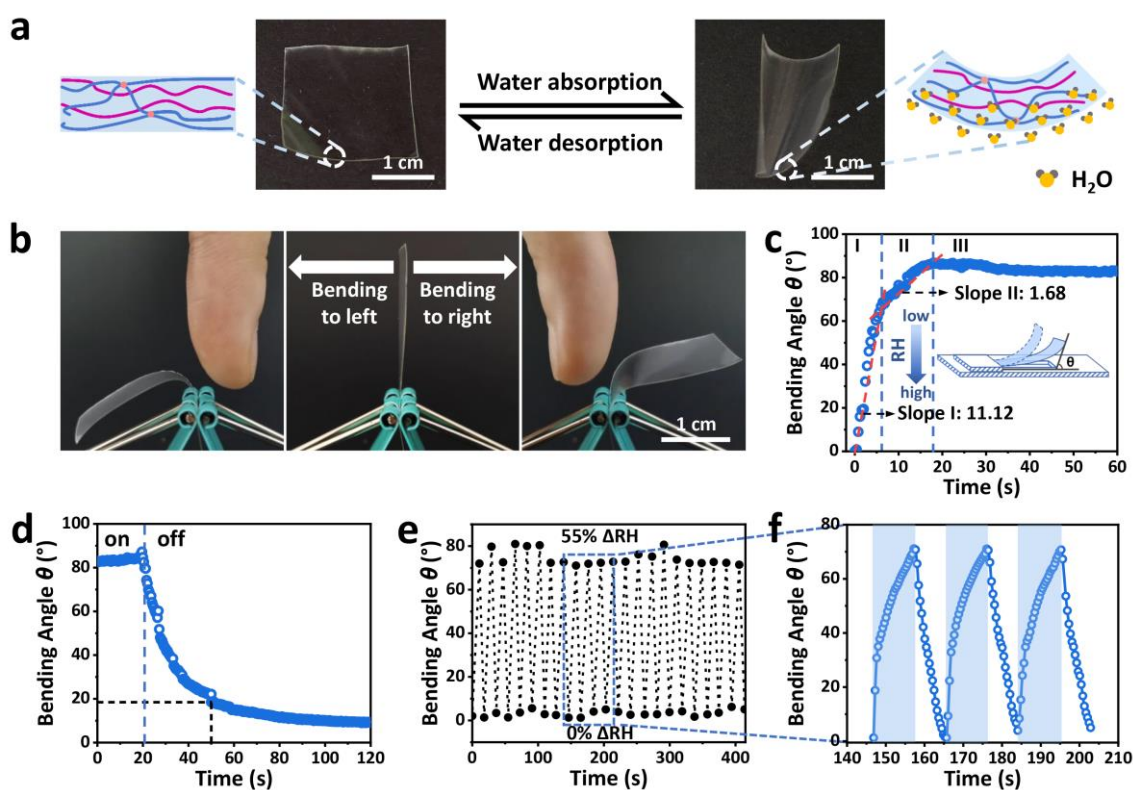 a
Water absorption
Water desorption
1 cm
1 cm
H₂O
b
Bending
to left
Bending
to right
1 cm
c
Bending Angle θ (°)
100
80
60
40
20
0
I
II
III
Slope II: 1.68
low
RH
high
θ
Slope I: 11.12
0 10 20 30 40 50 60
Time (s)
d
Bending Angle θ (°)
100
80
60
40
20
0
on
off
0 20 40 60 80 100 120
Time (s)
e
Bending Angle θ (°)
80
60
40
20
0
55% ΔRH
0% ΔRH
0 100 200 300 400
Time (s)
f
Bending Angle θ (°)
80
70
60
50
40
30
20
10
0
140 150 160 170 180 190 200 210
Time (s)